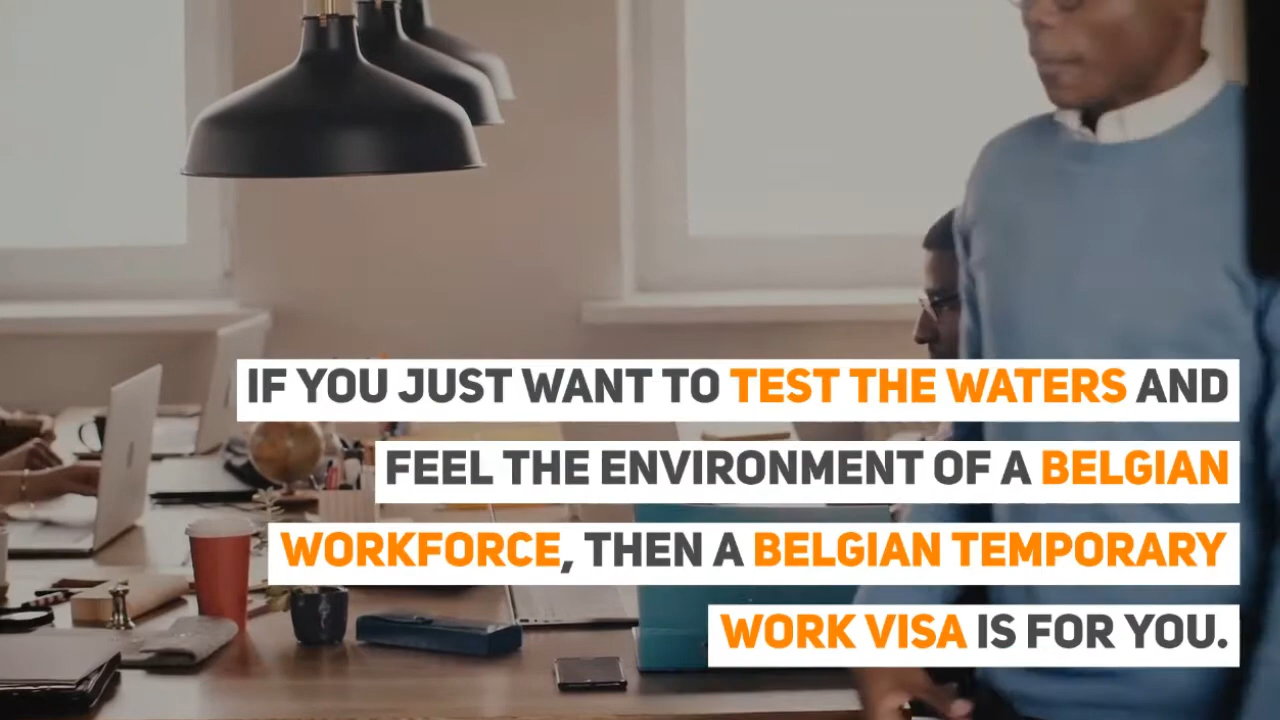 IF YOU JUST WANT TO TEST THE WATERS AND
FEEL THE ENVIRONMENT OF A BELGIAN
WORKFORCE, THEN A BELGIAN TEMPORARY
WORK VISA IS FOR YOU.